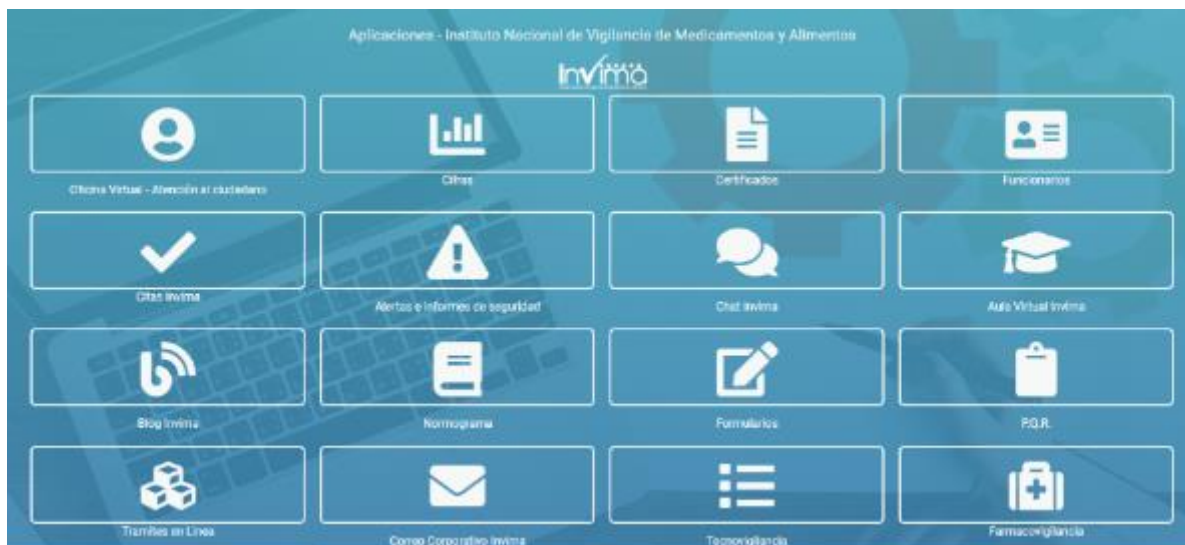 Aplicaciones - Instituto Nacional de Vigilancia de Medicamentos y Alimentos
Invima
Oficina Virtual - Atención al ciudadano
Cifras
Certificados
Funcionarios
Citas Invima
Alertas e informes de seguridad
Chat Invima
Aula Virtual Invima
Blog Invima
Normograma
Formularios
P.Q.R.
Tramites en Linea
Correo Corporativo Invima
Tecnovigilancia
Farmacovigilancia